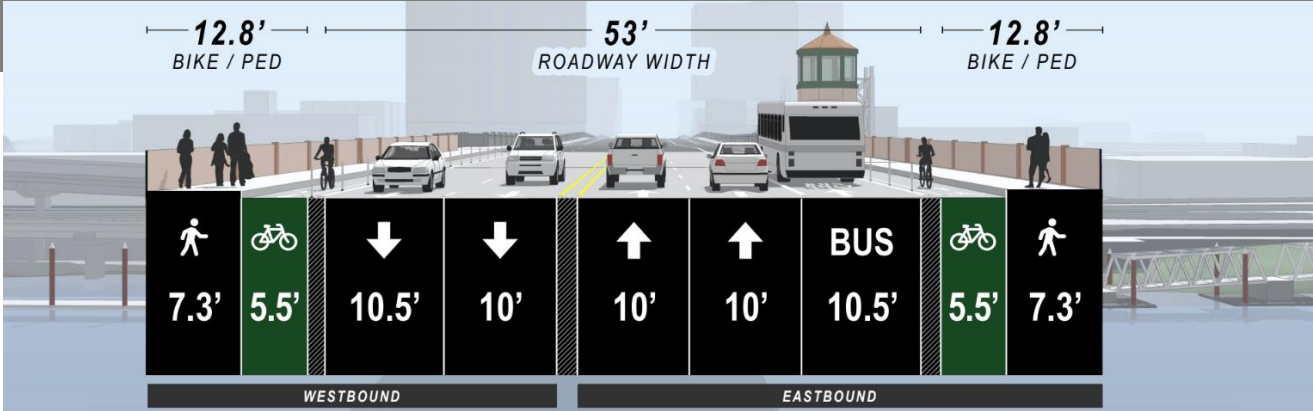 12.8’
BIKE / PED
53’
ROADWAY WIDTH
12.8’
BIKE / PED
BUS
7.3’
5.5’
10.5’
10’
10’
10’
10.5’
5.5’
7.3’
WESTBOUND
EASTBOUND